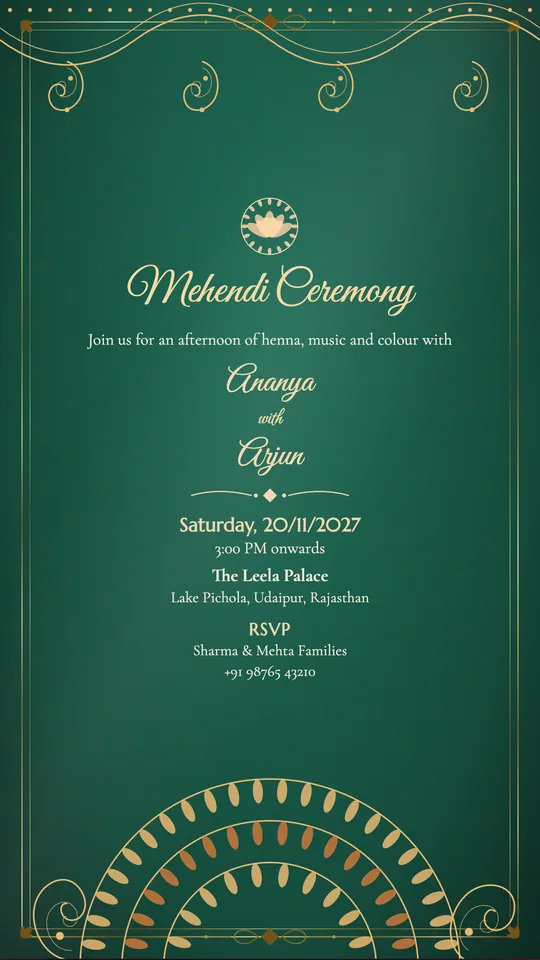 Mehendi Ceremony
Join us for an afternoon of henna, music and colour with
Ananya
with
Arjun
Saturday, 20/11/2027
3:00 PM onwards
The Leela Palace
Lake Pichola, Udaipur, Rajasthan
RSVP
Sharma & Mehta Families
+91 98765 43210